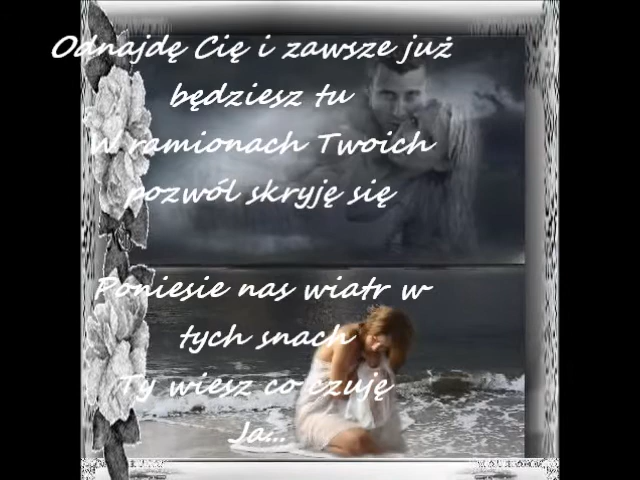 Odnajdę Cię i zawsze już
będziesz tu
W ramionach Twoich
pozwól skryję się
Poniesie nas wiatr w
tych snach
Ty wiesz co czuję
Ja...